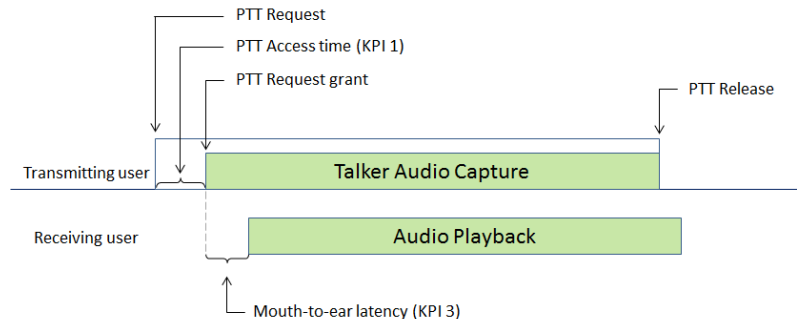 PTT Request
PTT Access time (KPI 1)
PTT Request grant
PTT Release
Transmitting user
Talker Audio Capture
Receiving user
Audio Playback
Mouth-to-ear latency (KPI 3)